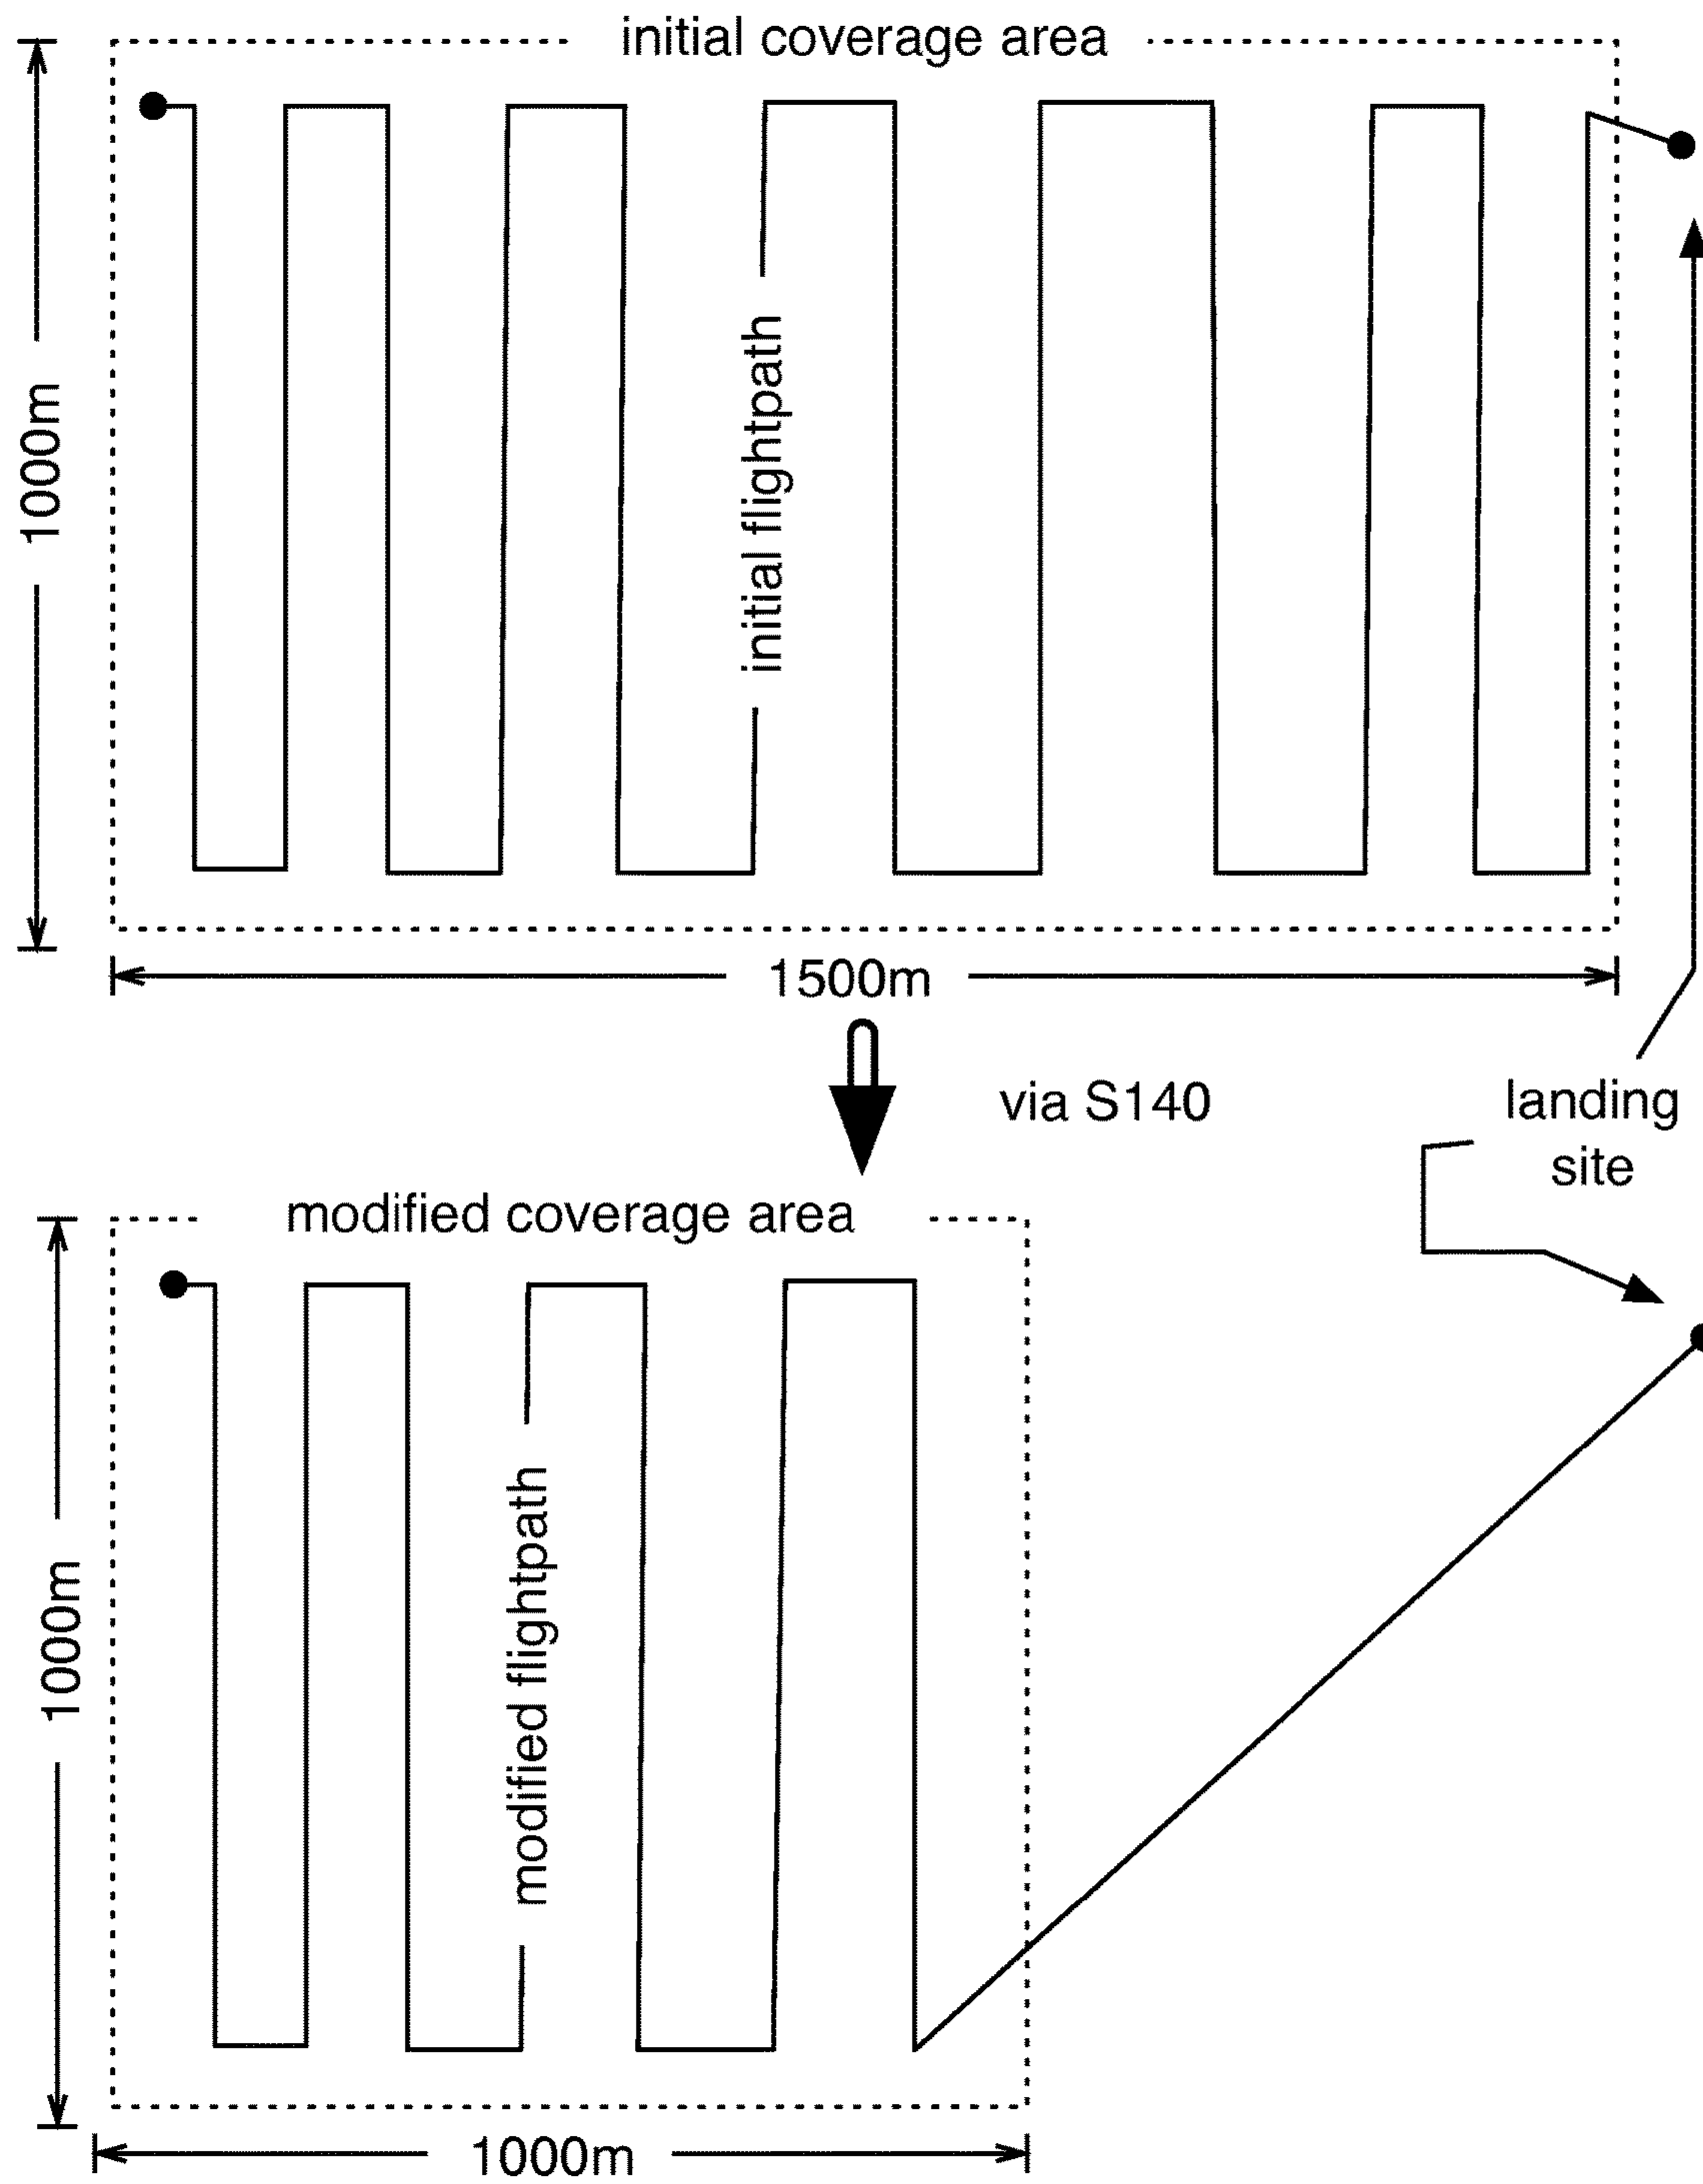 initial coverage area
1000m
initial flightpath
1500m
via S140
landing
site
modified coverage area
1000m
modified flightpath
1000m